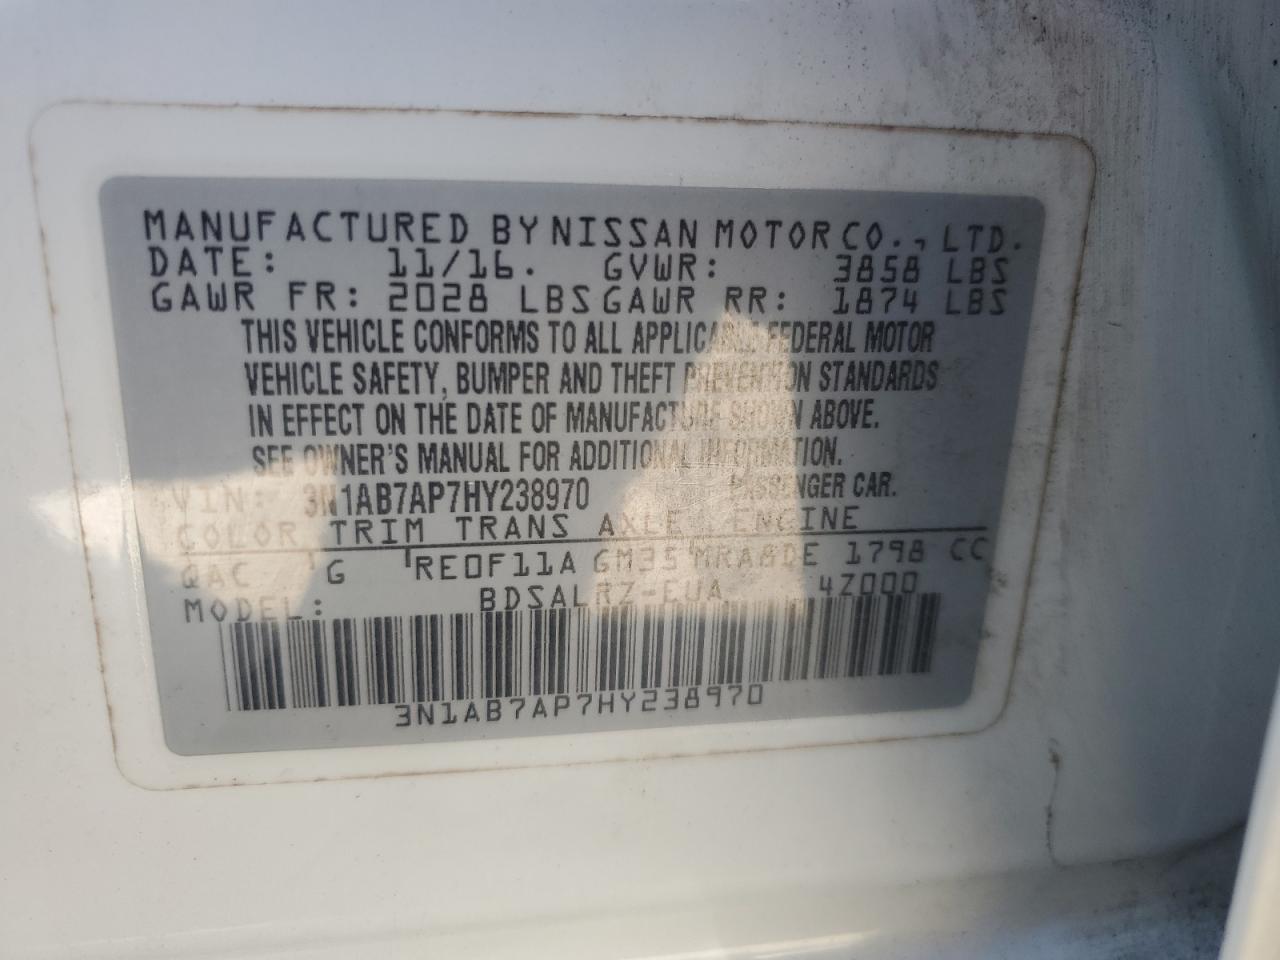 MANUFACTURED BY NISSAN MOTOR CO., LTD.
DATE: 11/16. GVWR: 3858 LBS
GAWR FR: 2028 LBS GAWR RR: 1874 LBS
THIS VEHICLE CONFORMS TO ALL APPLICABLE FEDERAL MOTOR
VEHICLE SAFETY, BUMPER AND THEFT PREVENTION STANDARDS
IN EFFECT ON THE DATE OF MANUFACTURE SHOWN ABOVE.
SEE OWNER'S MANUAL FOR ADDITIONAL INFORMATION.
VIN: 3N1AB7AP7HY238970 PASSENGER CAR.
COLOR TRIM TRANS AXLE ENGINE
QAC G RE0F11A GM35 MRA8DE 1798 CC
MODEL: BDSALRZ-EUA 4Z000
3N1AB7AP7HY238970